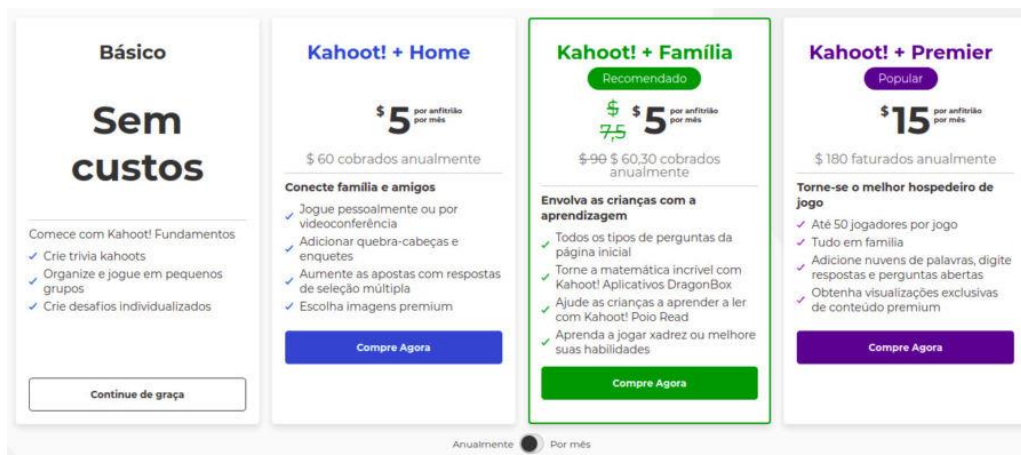 Básico
Sem
custos
Comece com Kahoot! Fundamentos
Crie trivia kahoots
Organize e jogue em pequenos
grupos
Crie desafios individualizados
Continue de graça
Kahoot! + Home
$ 5 por anfitrião
por mês
$ 60 cobrados anualmente
Conecte família e amigos
Jogue pessoalmente ou por
videoconferência
Adicionar quebra-cabeças e
enquetes
Aumente as apostas com respostas
de seleção múltipla
Escolha imagens premium
Compre Agora
Kahoot! + Família
Recomendado
$ 7,5 $ 5 por anfitrião
por mês
$ 90 $ 60,30 cobrados
anualmente
Envolva as crianças com a
aprendizagem
Todos os tipos de perguntas da
página inicial
Torne a matemática incrível com
Kahoot! Aplicativos DragonBox
Ajude as crianças a aprender a ler
com Kahoot! Poio Read
Aprenda a jogar xadrez ou melhore
suas habilidades
Compre Agora
Kahoot! + Premier
Popular
$ 15 por anfitrião
por mês
$ 180 faturados anualmente
Torne-se o melhor hospedeiro de
jogo
Até 50 jogadores por jogo
Tudo em família
Adicione nuvens de palavras, digite
respostas e perguntas abertas
Obtenha visualizações exclusivas
de conteúdo premium
Compre Agora
Anualmente Por mês